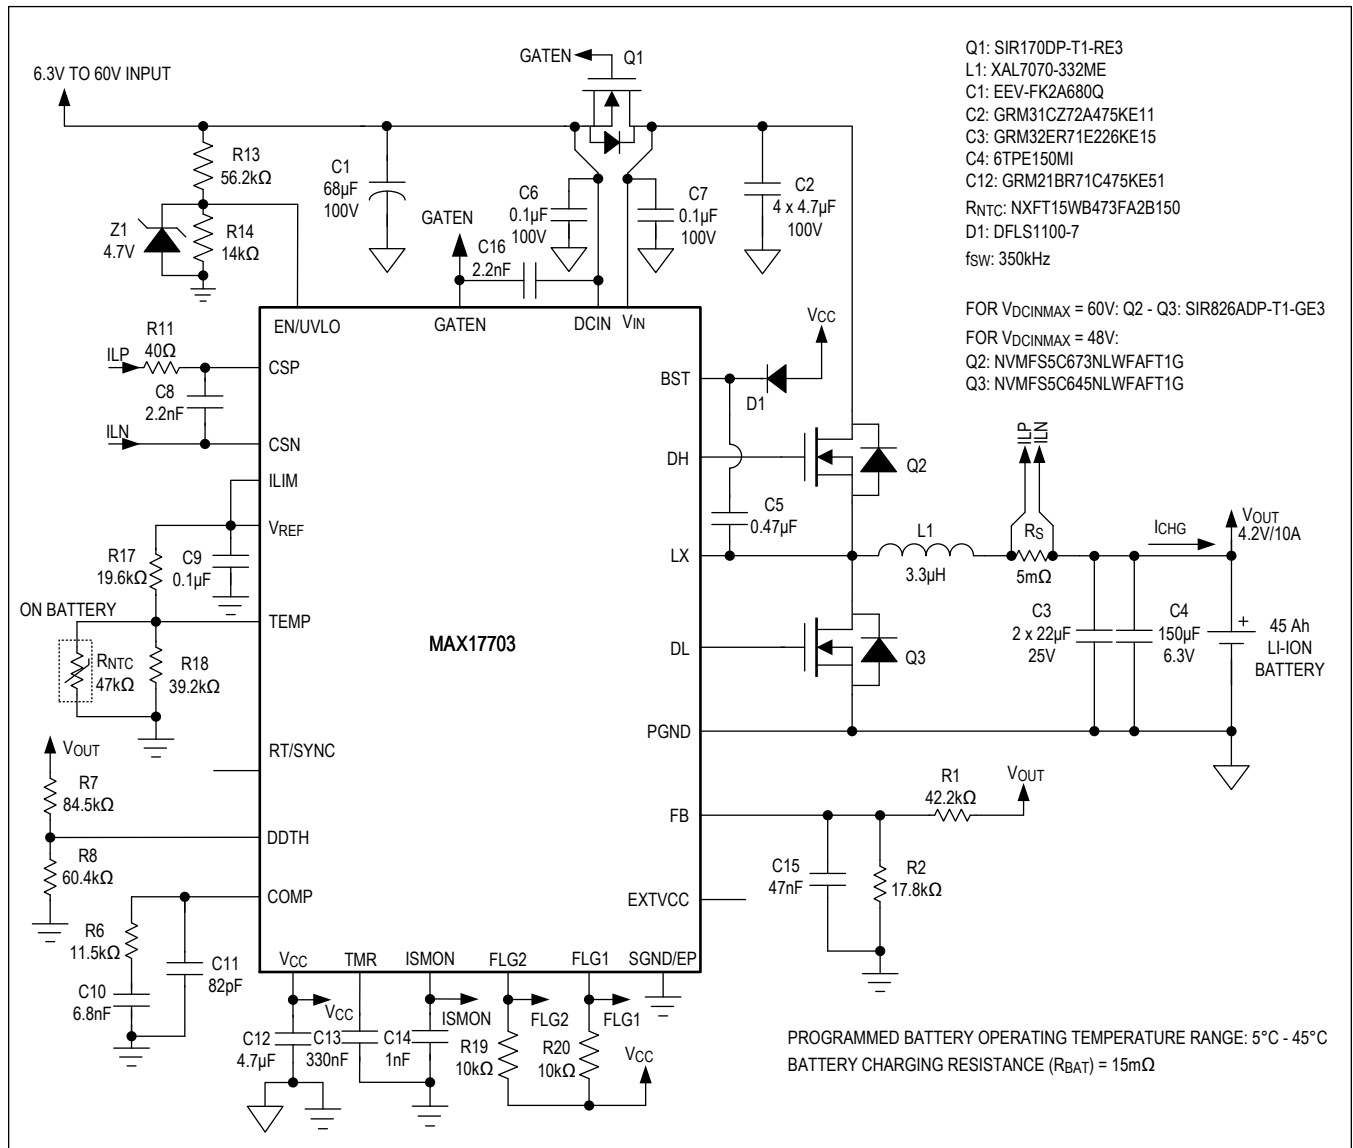 6.3V TO 60V INPUT
GATEN
Q1
R13
56.2kΩ
C1
68µF
100V
Z1
4.7V
R14
14kΩ
GATEN
C16
2.2nF
C6
0.1µF
100V
C7
0.1µF
100V
C2
4 x 4.7µF
100V
Q1: SIR170DP-T1-RE3
L1: XAL7070-332ME
C1: EEV-FK2A680Q
C2: GRM31CZ72A475KE11
C3: GRM32ER71E226KE15
C4: 6TPE150MI
C12: GRM21BR71C475KE51
RNTC: NXFT15WB473FA2B150
D1: DFLS1100-7
fSW: 350kHz
FOR VDCINMAX = 60V: Q2 - Q3: SIR826ADP-T1-GE3
FOR VDCINMAX = 48V:
Q2: NVMFS5C673NLWFAFT1G
Q3: NVMFS5C645NLWFAFT1G
EN/UVLO
GATEN
DCIN
VIN
R11
40Ω
ILP
CSP
C8
2.2nF
ILN
CSN
ILIM
VREF
R17
19.6kΩ
C9
0.1µF
ON BATTERY
TEMP
RNTC
47kΩ
R18
39.2kΩ
RT/SYNC
VOUT
R7
84.5kΩ
DDTH
R8
60.4kΩ
COMP
R6
11.5kΩ
C10
6.8nF
C11
82pF
MAX17703
VCC
BST
D1
DH
Q2
C5
0.47µF
LX
L1
3.3µH
ILP
ILN
RS
5mΩ
ICHG
VOUT
4.2V/10A
DL
Q3
C3
2 x 22µF
25V
C4
150µF
6.3V
+
45 Ah
LI-ION
BATTERY
PGND
R1
42.2kΩ
VOUT
FB
C15
47nF
R2
17.8kΩ
EXTVCC
VCC
TMR
ISMON
FLG2
FLG1
SGND/EP
VCC
ISMON
FLG2
FLG1
C12
4.7µF
C13
330nF
C14
1nF
R19
10kΩ
R20
10kΩ
VCC
PROGRAMMED BATTERY OPERATING TEMPERATURE RANGE: 5°C - 45°C
BATTERY CHARGING RESISTANCE (RBAT) = 15mΩ